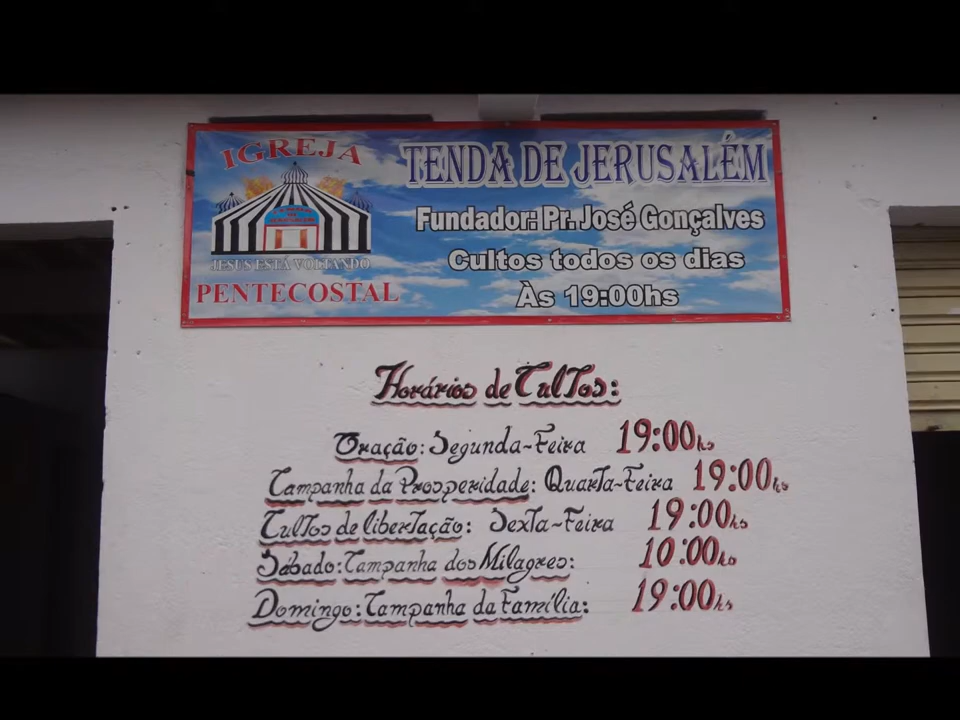 IGREJA
JESUS ESTÁ VOLTANDO
PENTECOSTAL
TENDA DE JERUSALÉM
Fundador: Pr. José Gonçalves
Cultos todos os dias
Às 19:00hs
Horários de Cultos:
Oração: Segunda-Feira 19:00hs
Campanha da Prosperidade: Quarta-Feira 19:00hs
Cultos de libertação: Sexta-Feira 19:00hs
Sábado: Campanha dos Milagres: 10:00hs
Domingo: Campanha da Família: 19:00hs